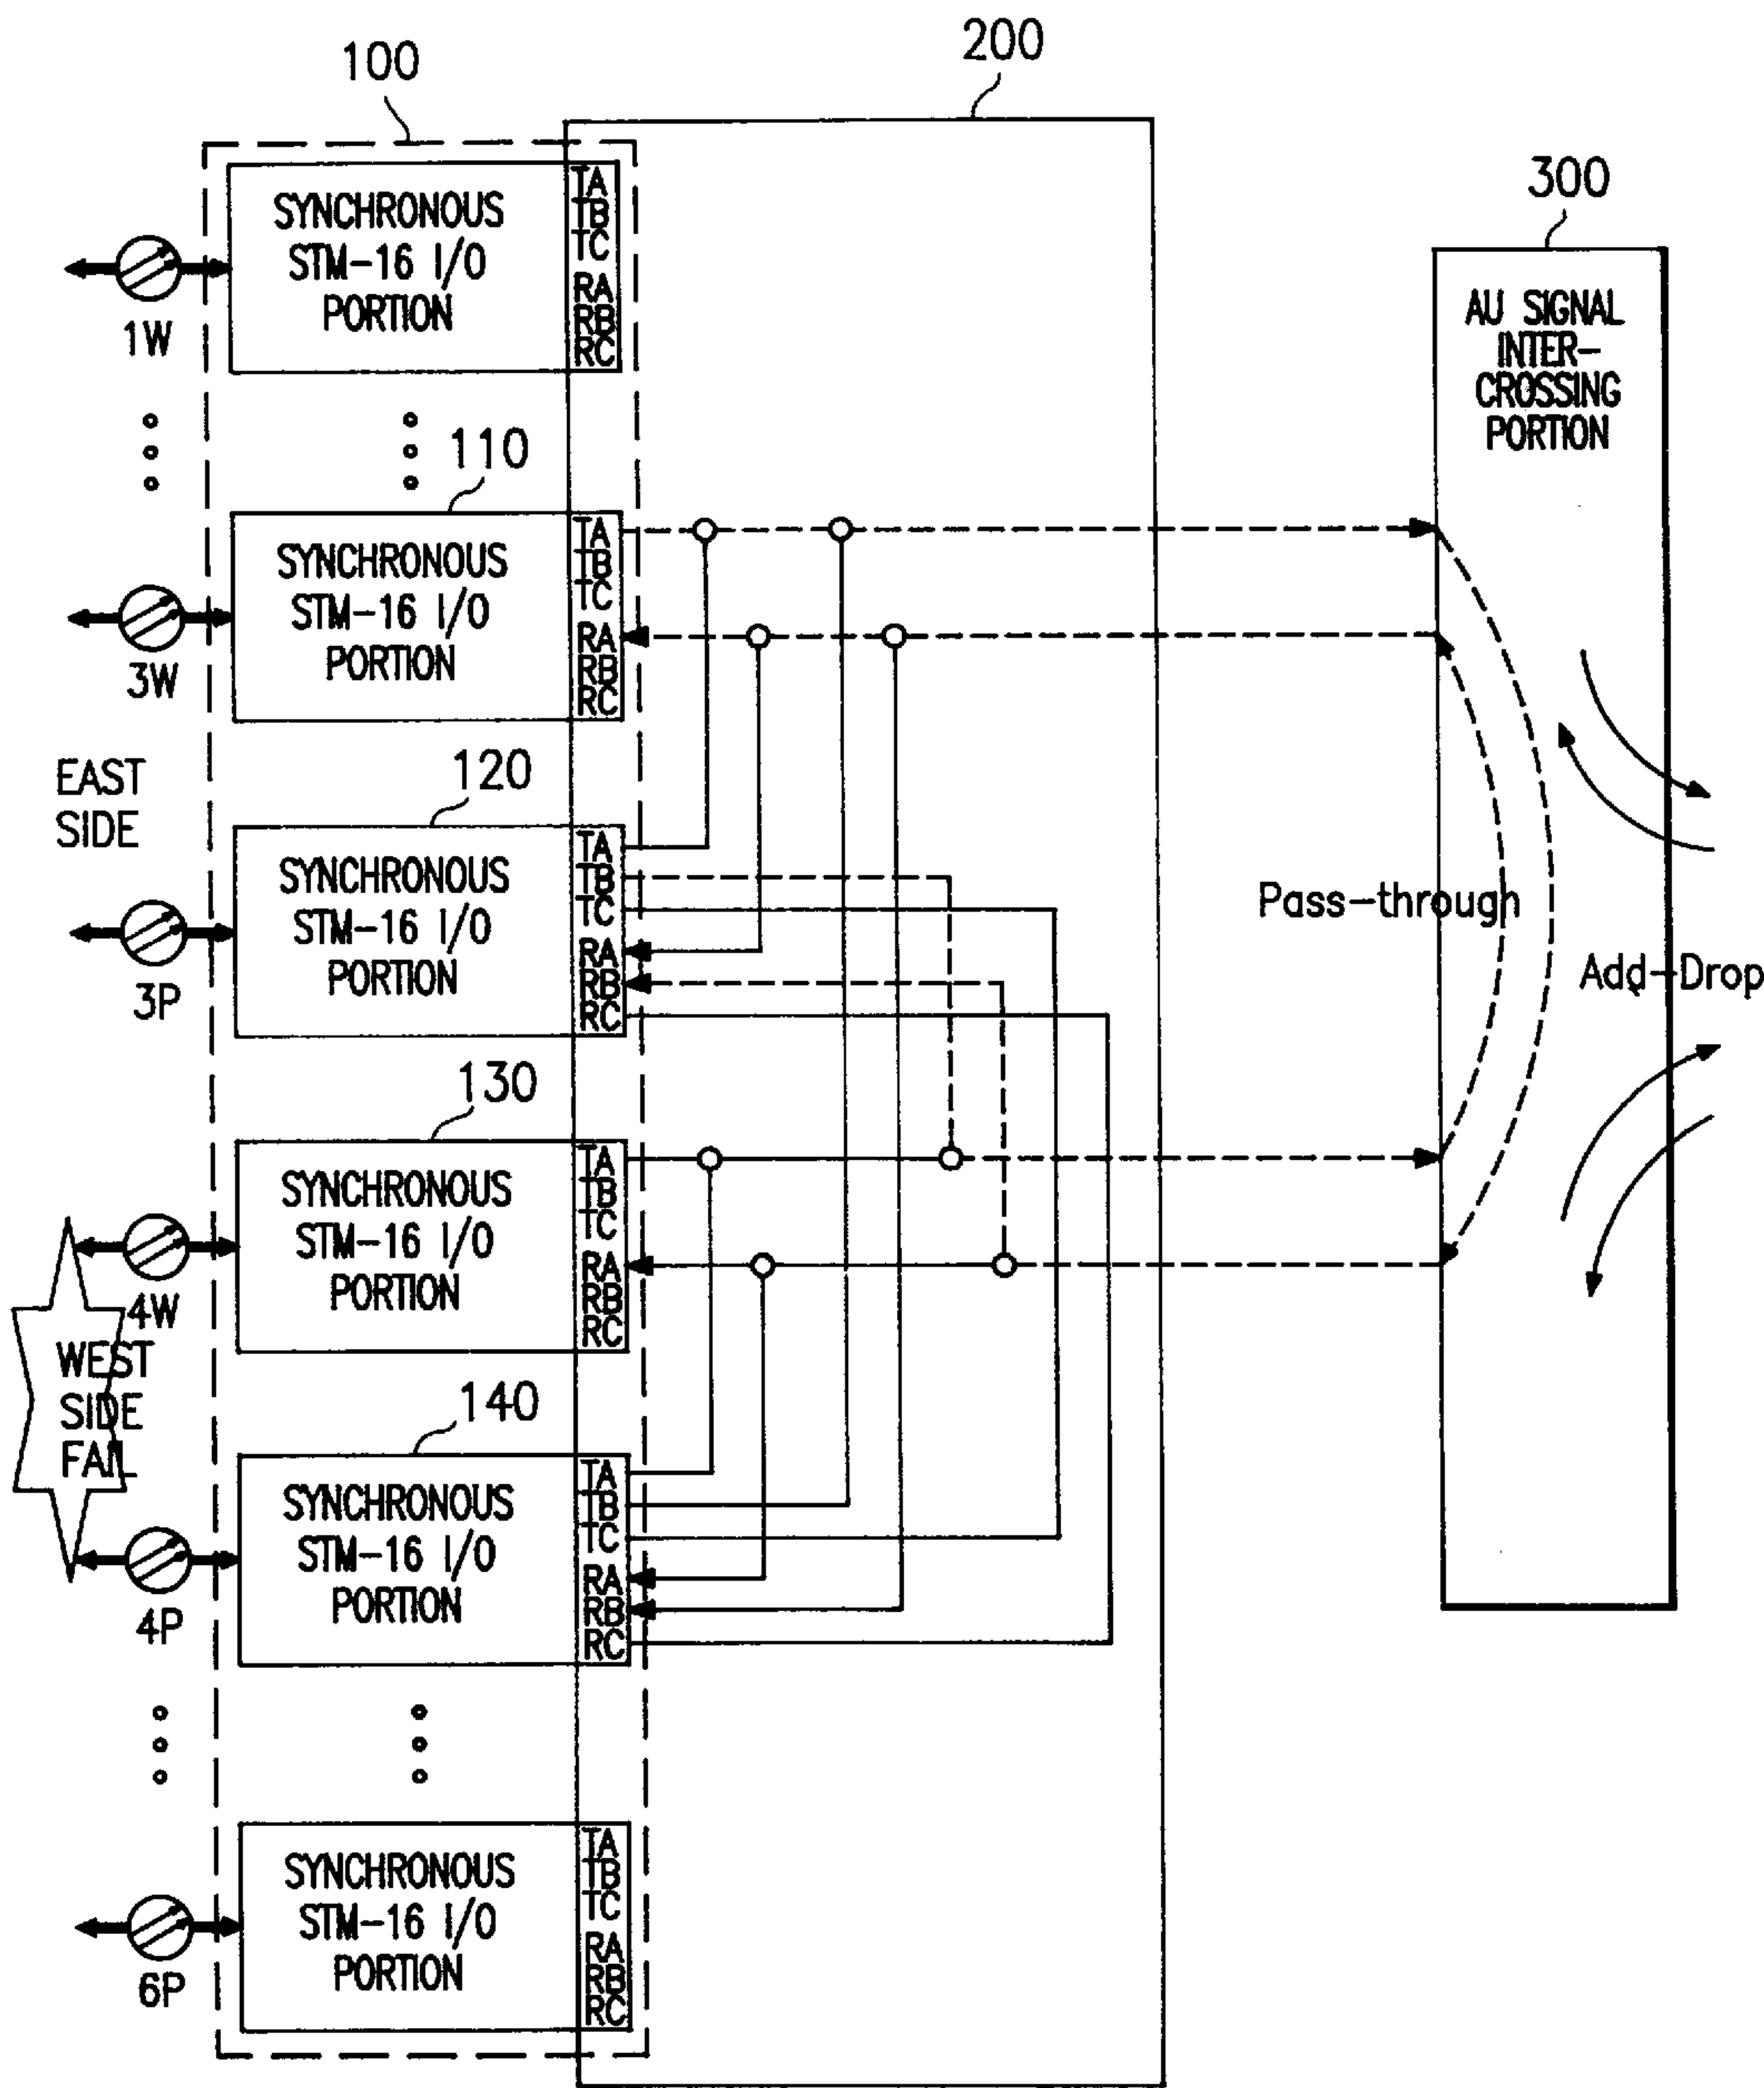 100
200
300
SYNCHRONOUS
STM-16 I/O
PORTION
TA
TB
TC
RA
RB
RC
1W
AU SIGNAL
INTER-
CROSSING
PORTION
110
SYNCHRONOUS
STM-16 I/O
PORTION
TA
TB
TC
RA
RB
RC
3W
EAST
SIDE
120
SYNCHRONOUS
STM-16 I/O
PORTION
TA
TB
TC
RA
RB
RC
3P
Pass-through
Add-Drop
130
SYNCHRONOUS
STM-16 I/O
PORTION
TA
TB
TC
RA
RB
RC
4W
WEST
SIDE
FAIL
140
SYNCHRONOUS
STM-16 I/O
PORTION
TA
TB
TC
RA
RB
RC
4P
SYNCHRONOUS
STM-16 I/O
PORTION
TA
TB
TC
RA
RB
RC
6P